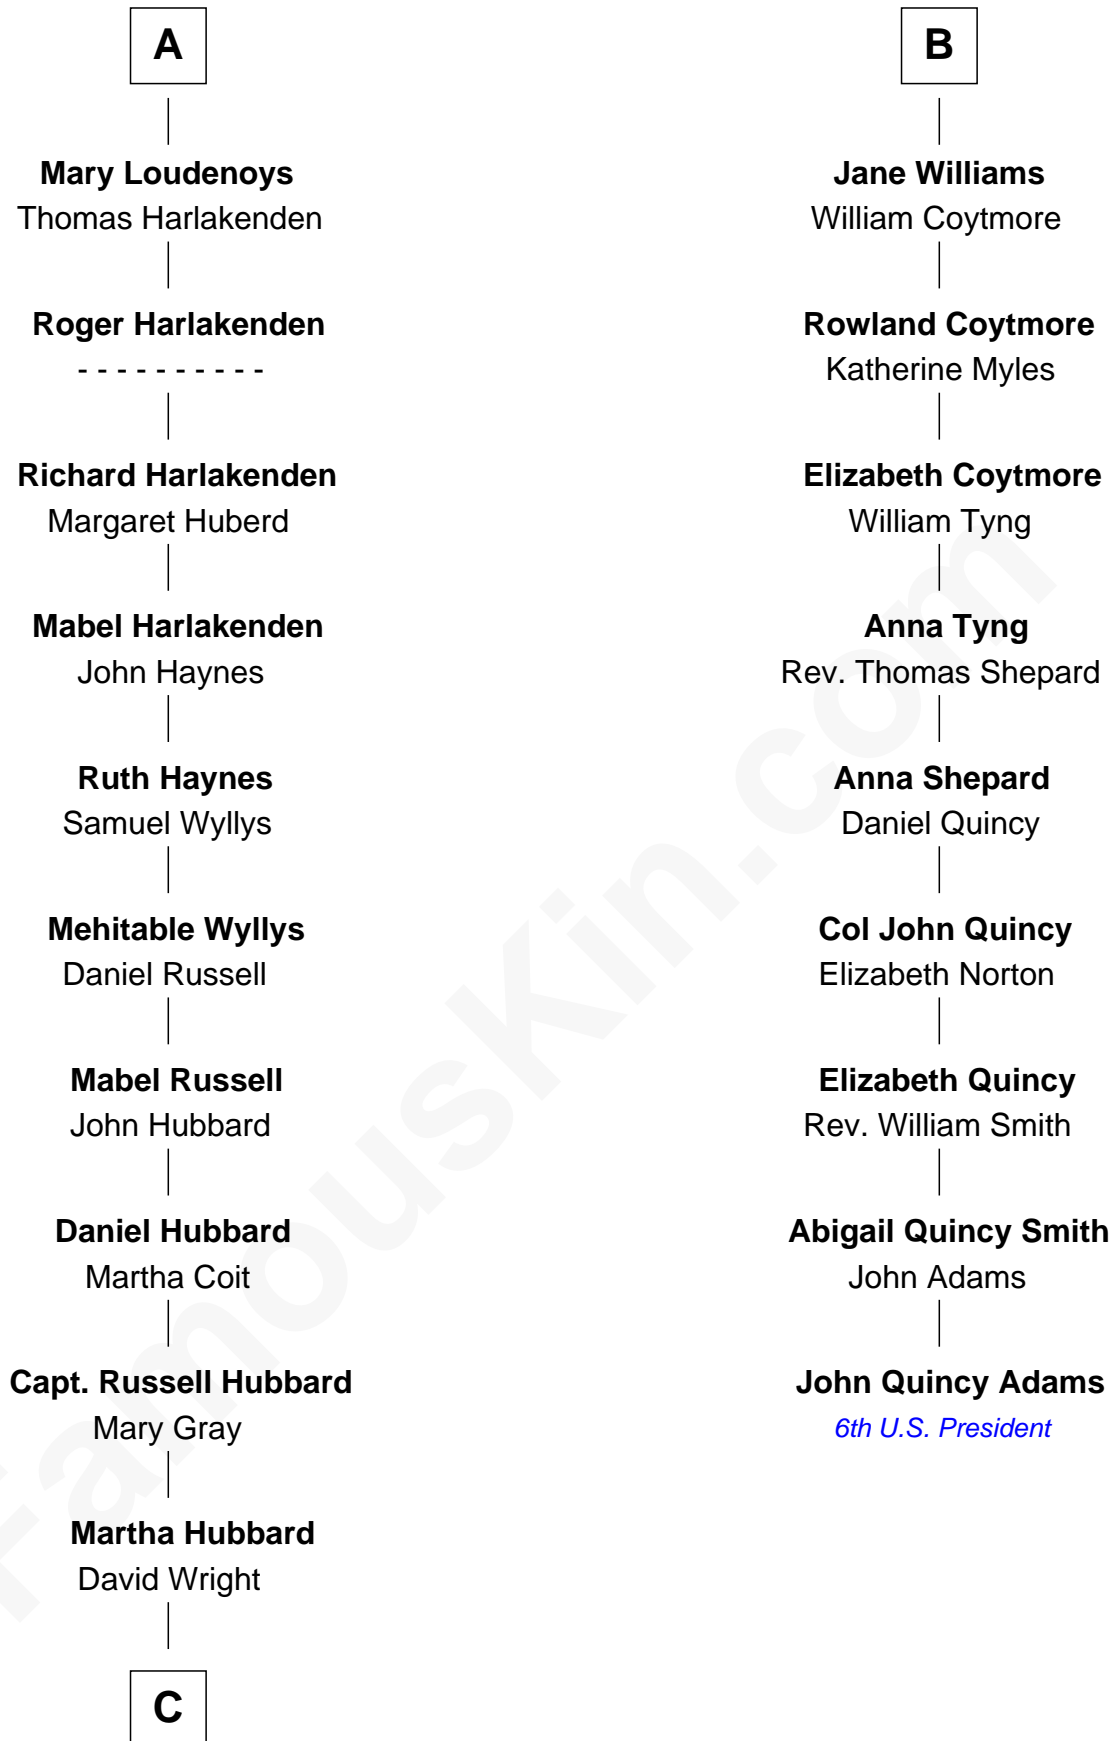 A
Mary Loudenoys
Thomas Harlakenden
Roger Harlakenden
- - - - - - - - - -
Richard Harlakenden
Margaret Huberd
Mabel Harlakenden
John Haynes
Ruth Haynes
Samuel Wyllys
Mehitable Wyllys
Daniel Russell
Mabel Russell
John Hubbard
Daniel Hubbard
Martha Coit
Capt. Russell Hubbard
Mary Gray
Martha Hubbard
David Wright
C
B
Jane Williams
William Coytmore
Rowland Coytmore
Katherine Myles
Elizabeth Coytmore
William Tyng
Anna Tyng
Rev. Thomas Shepard
Anna Shepard
Daniel Quincy
Col John Quincy
Elizabeth Norton
Elizabeth Quincy
Rev. William Smith
Abigail Quincy Smith
John Adams
John Quincy Adams
6th U.S. President
FamousKin.com